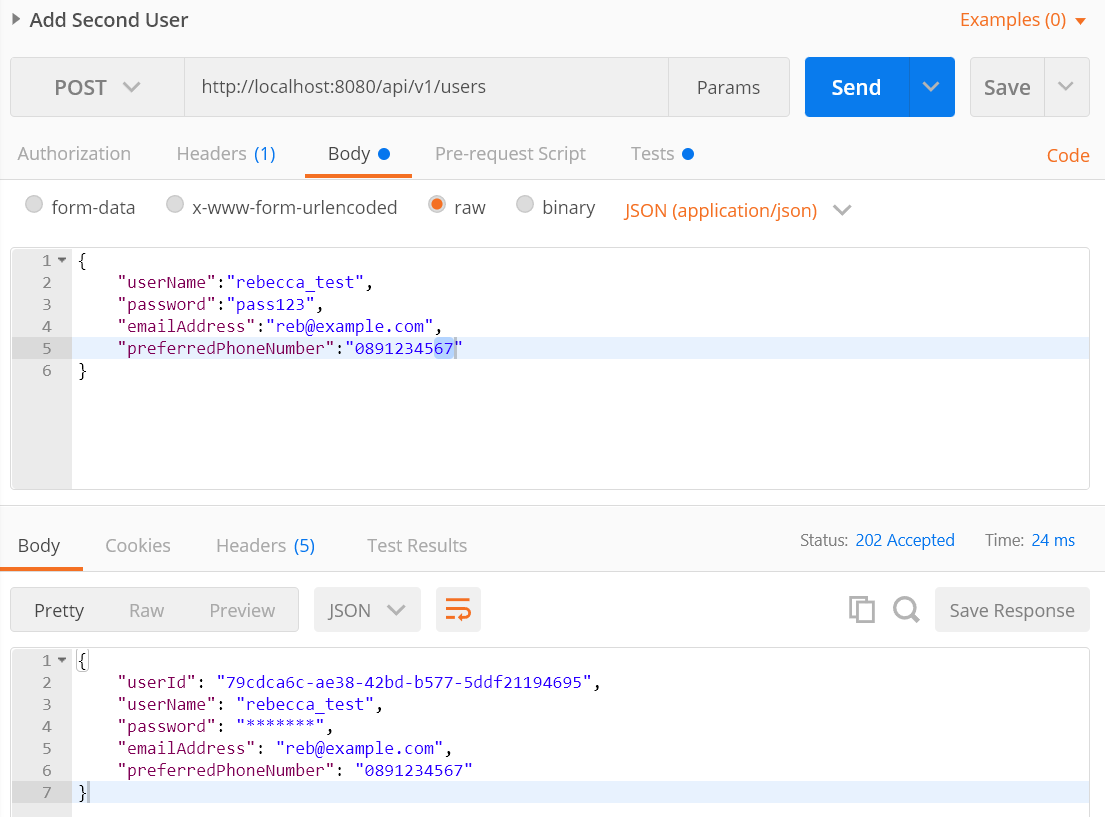 Add Second User Examples (0)
POST http://localhost:8080/api/v1/users Params Send Save
Authorization Headers (1) Body Pre-request Script Tests Code
form-data x-www-form-urlencoded raw binary JSON (application/json)
1 {
2 "userName":"rebecca_test",
3 "password":"pass123",
4 "emailAddress":"reb@example.com",
5 "preferredPhoneNumber":"0891234567"
6 }
Body Cookies Headers (5) Test Results Status: 202 Accepted Time: 24 ms
Pretty Raw Preview JSON Save Response
1 {
2 "userId": "79cdca6c-ae38-42bd-b577-5ddf21194695",
3 "userName": "rebecca_test",
4 "password": "*******",
5 "emailAddress": "reb@example.com",
6 "preferredPhoneNumber": "0891234567"
7 }